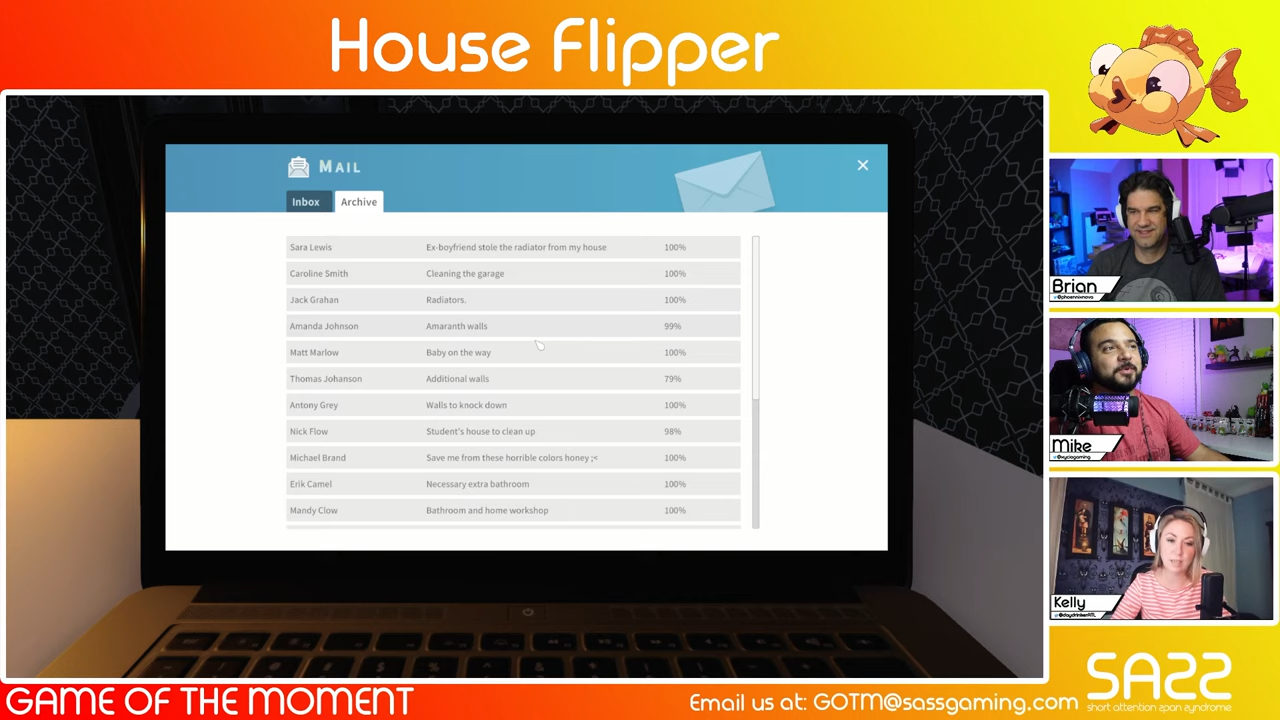 House Flipper
MAIL
Inbox
Archive
Sara Lewis Ex-boyfriend stole the radiator from my house 100%
Caroline Smith Cleaning the garage 100%
Jack Grahan Radiators. 100%
Amanda Johnson Amaranth walls 99%
Matt Marlow Baby on the way 100%
Thomas Johanson Additional walls 79%
Antony Grey Walls to knock down 100%
Nick Flow Student's house to clean up 98%
Michael Brand Save me from these horrible colors honey ;< 100%
Erik Camel Necessary extra bathroom 100%
Mandy Clow Bathroom and home workshop 100%
Brian
Mike
Kelly
GAME OF THE MOMENT
Email us at: GOTM@sassgaming.com
SASS
short attention span syndrome